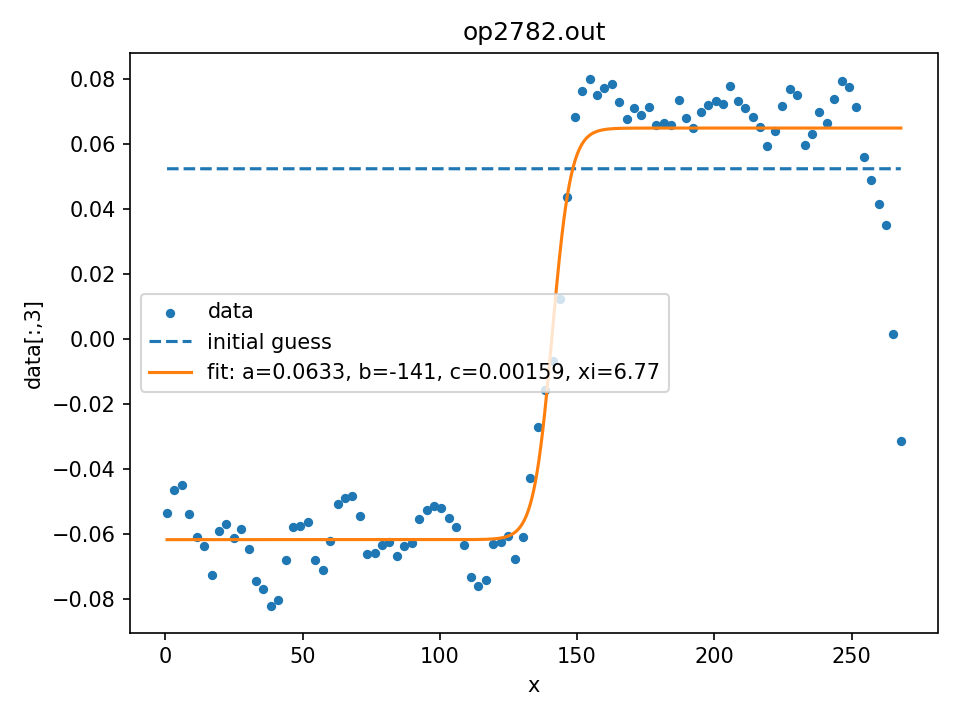 op2782.out
0.08
0.06
0.04
0.02
0.00
−0.02
−0.04
−0.06
−0.08
data[:,3]
data
initial guess
fit: a=0.0633, b=-141, c=0.00159, xi=6.77
0 50 100 150 200 250
x